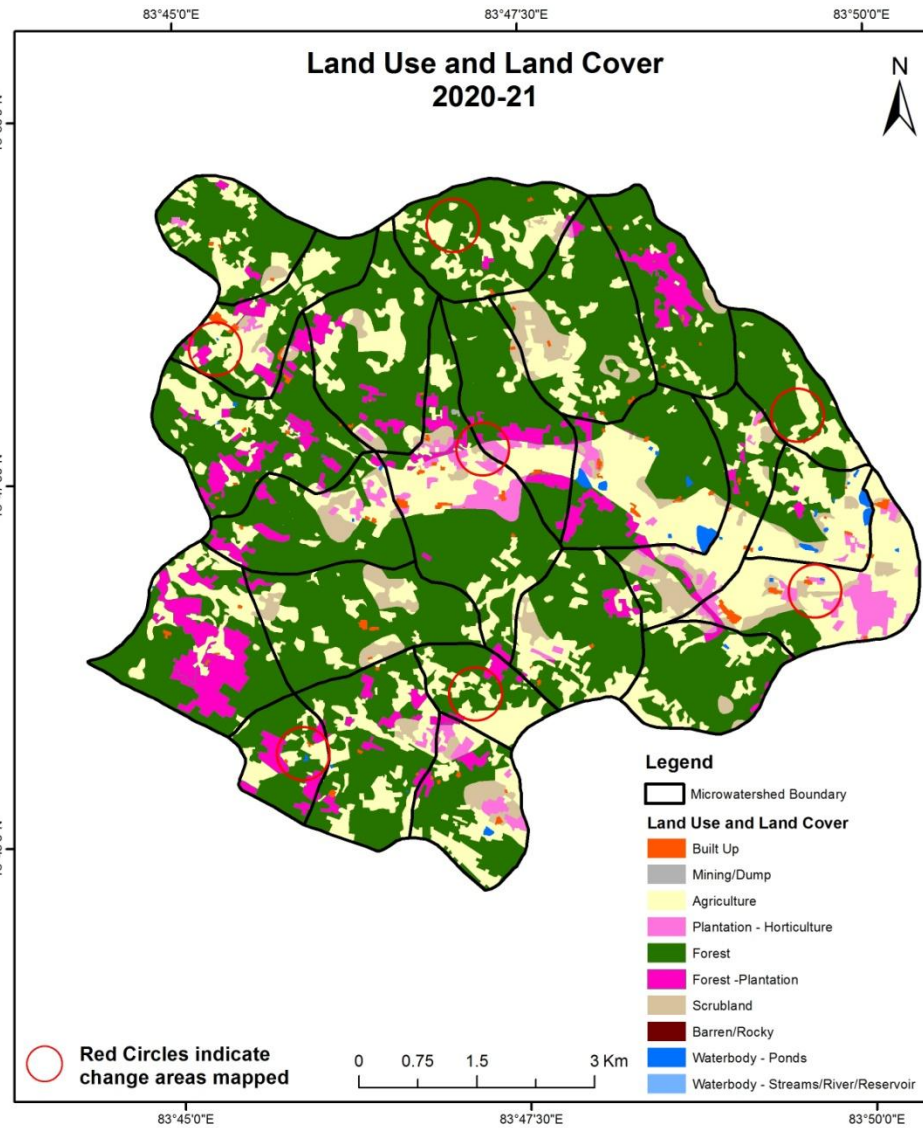 83°45'0"E 83°47'30"E 83°50'0"E
Land Use and Land Cover
2020-21
N
Legend
Microwatershed Boundary
Land Use and Land Cover
Built Up
Mining/Dump
Agriculture
Plantation - Horticulture
Forest
Forest -Plantation
Scrubland
Barren/Rocky
Waterbody - Ponds
Waterbody - Streams/River/Reservoir
Red Circles indicate
change areas mapped
0 0.75 1.5 3 Km
83°45'0"E 83°47'30"E 83°50'0"E